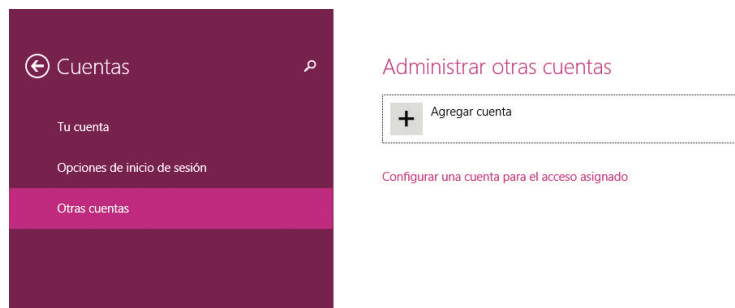 Cuentas
Tu cuenta
Opciones de inicio de sesión
Otras cuentas
Administrar otras cuentas
Agregar cuenta
Configurar una cuenta para el acceso asignado